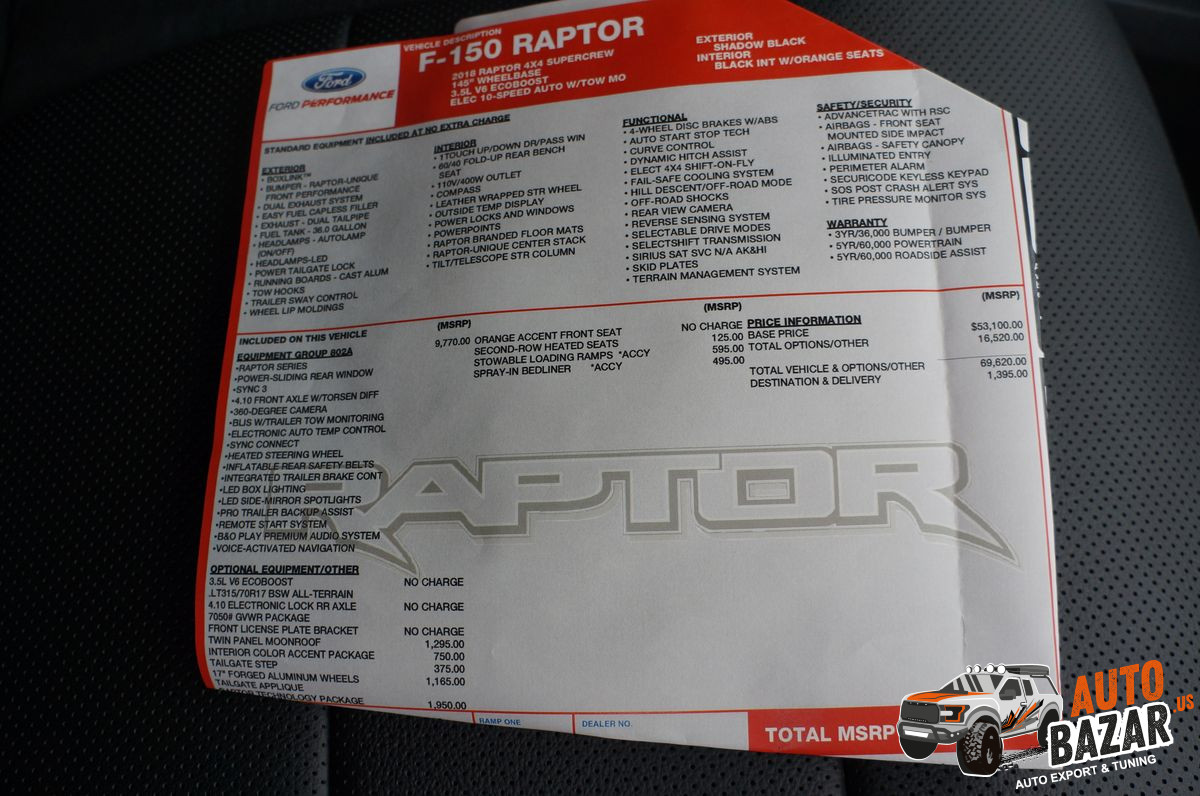 Ford
FORD PERFORMANCE
VEHICLE DESCRIPTION
F-150 RAPTOR
2018 RAPTOR 4X4 SUPERCREW
145" WHEELBASE
3.5L V6 ECOBOOST
ELEC 10-SPEED AUTO W/TOW MO
EXTERIOR
SHADOW BLACK
INTERIOR
BLACK INT W/ORANGE SEATS
STANDARD EQUIPMENT INCLUDED AT NO EXTRA CHARGE
EXTERIOR
• BOXLINK™
• BUMPER - RAPTOR-UNIQUE
FRONT PERFORMANCE
• DUAL EXHAUST SYSTEM
• EASY FUEL CAPLESS FILLER
• EXHAUST - DUAL TAILPIPE
• FUEL TANK - 36.0 GALLON
• HEADLAMPS - AUTOLAMP
(ON/OFF)
• HEADLAMPS-LED
• POWER TAILGATE LOCK
• RUNNING BOARDS - CAST ALUM
• TOW HOOKS
• TRAILER SWAY CONTROL
• WHEEL LIP MOLDINGS
INTERIOR
• 1TOUCH UP/DOWN DR/PASS WIN
• 60/40 FOLD-UP REAR BENCH
SEAT
• 110V/400W OUTLET
• COMPASS
• LEATHER WRAPPED STR WHEEL
• OUTSIDE TEMP DISPLAY
• POWER LOCKS AND WINDOWS
• POWERPOINTS
• RAPTOR BRANDED FLOOR MATS
• RAPTOR-UNIQUE CENTER STACK
• TILT/TELESCOPE STR COLUMN
FUNCTIONAL
• 4-WHEEL DISC BRAKES W/ABS
• AUTO START STOP TECH
• CURVE CONTROL
• DYNAMIC HITCH ASSIST
• ELECT 4X4 SHIFT-ON-FLY
• FAIL-SAFE COOLING SYSTEM
• HILL DESCENT/OFF-ROAD MODE
• OFF-ROAD SHOCKS
• REAR VIEW CAMERA
• REVERSE SENSING SYSTEM
• SELECTABLE DRIVE MODES
• SELECTSHIFT TRANSMISSION
• SIRIUS SAT SVC N/A AK&HI
• SKID PLATES
• TERRAIN MANAGEMENT SYSTEM
SAFETY/SECURITY
• ADVANCETRAC WITH RSC
• AIRBAGS - FRONT SEAT
MOUNTED SIDE IMPACT
• AIRBAGS - SAFETY CANOPY
• ILLUMINATED ENTRY
• PERIMETER ALARM
• SECURICODE KEYLESS KEYPAD
• SOS POST CRASH ALERT SYS
• TIRE PRESSURE MONITOR SYS
WARRANTY
• 3YR/36,000 BUMPER / BUMPER
• 5YR/60,000 POWERTRAIN
• 5YR/60,000 ROADSIDE ASSIST
INCLUDED ON THIS VEHICLE (MSRP)
EQUIPMENT GROUP 802A 9,770.00
•RAPTOR SERIES
•POWER-SLIDING REAR WINDOW
•SYNC 3
•4.10 FRONT AXLE W/TORSEN DIFF
•360-DEGREE CAMERA
•BLIS W/TRAILER TOW MONITORING
•ELECTRONIC AUTO TEMP CONTROL
•SYNC CONNECT
•HEATED STEERING WHEEL
•INFLATABLE REAR SAFETY BELTS
•INTEGRATED TRAILER BRAKE CONT
•LED BOX LIGHTING
•LED SIDE-MIRROR SPOTLIGHTS
•PRO TRAILER BACKUP ASSIST
•REMOTE START SYSTEM
•B&O PLAY PREMIUM AUDIO SYSTEM
•VOICE-ACTIVATED NAVIGATION
OPTIONAL EQUIPMENT/OTHER
3.5L V6 ECOBOOST NO CHARGE
.LT315/70R17 BSW ALL-TERRAIN
4.10 ELECTRONIC LOCK RR AXLE NO CHARGE
7050# GVWR PACKAGE
FRONT LICENSE PLATE BRACKET NO CHARGE
TWIN PANEL MOONROOF 1,295.00
INTERIOR COLOR ACCENT PACKAGE 750.00
TAILGATE STEP 375.00
17" FORGED ALUMINUM WHEELS 1,165.00
TAILGATE APPLIQUE
RAPTOR TECHNOLOGY PACKAGE 1,950.00
(MSRP)
ORANGE ACCENT FRONT SEAT NO CHARGE
SECOND-ROW HEATED SEATS 125.00
STOWABLE LOADING RAMPS *ACCY 595.00
SPRAY-IN BEDLINER *ACCY 495.00
PRICE INFORMATION (MSRP)
BASE PRICE $53,100.00
TOTAL OPTIONS/OTHER 16,520.00
TOTAL VEHICLE & OPTIONS/OTHER 69,620.00
DESTINATION & DELIVERY 1,395.00
RAPTOR
RAMP ONE
DEALER NO.
TOTAL MSRP
AUTO
BAZAR.US
AUTO EXPORT & TUNING